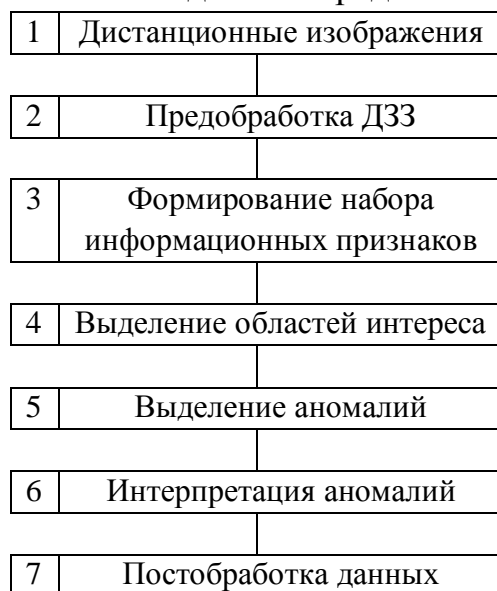 1 Дистанционные изображения
2 Предобработка ДЗЗ
3 Формирование набора
информационных признаков
4 Выделение областей интереса
5 Выделение аномалий
6 Интерпретация аномалий
7 Постобработка данных